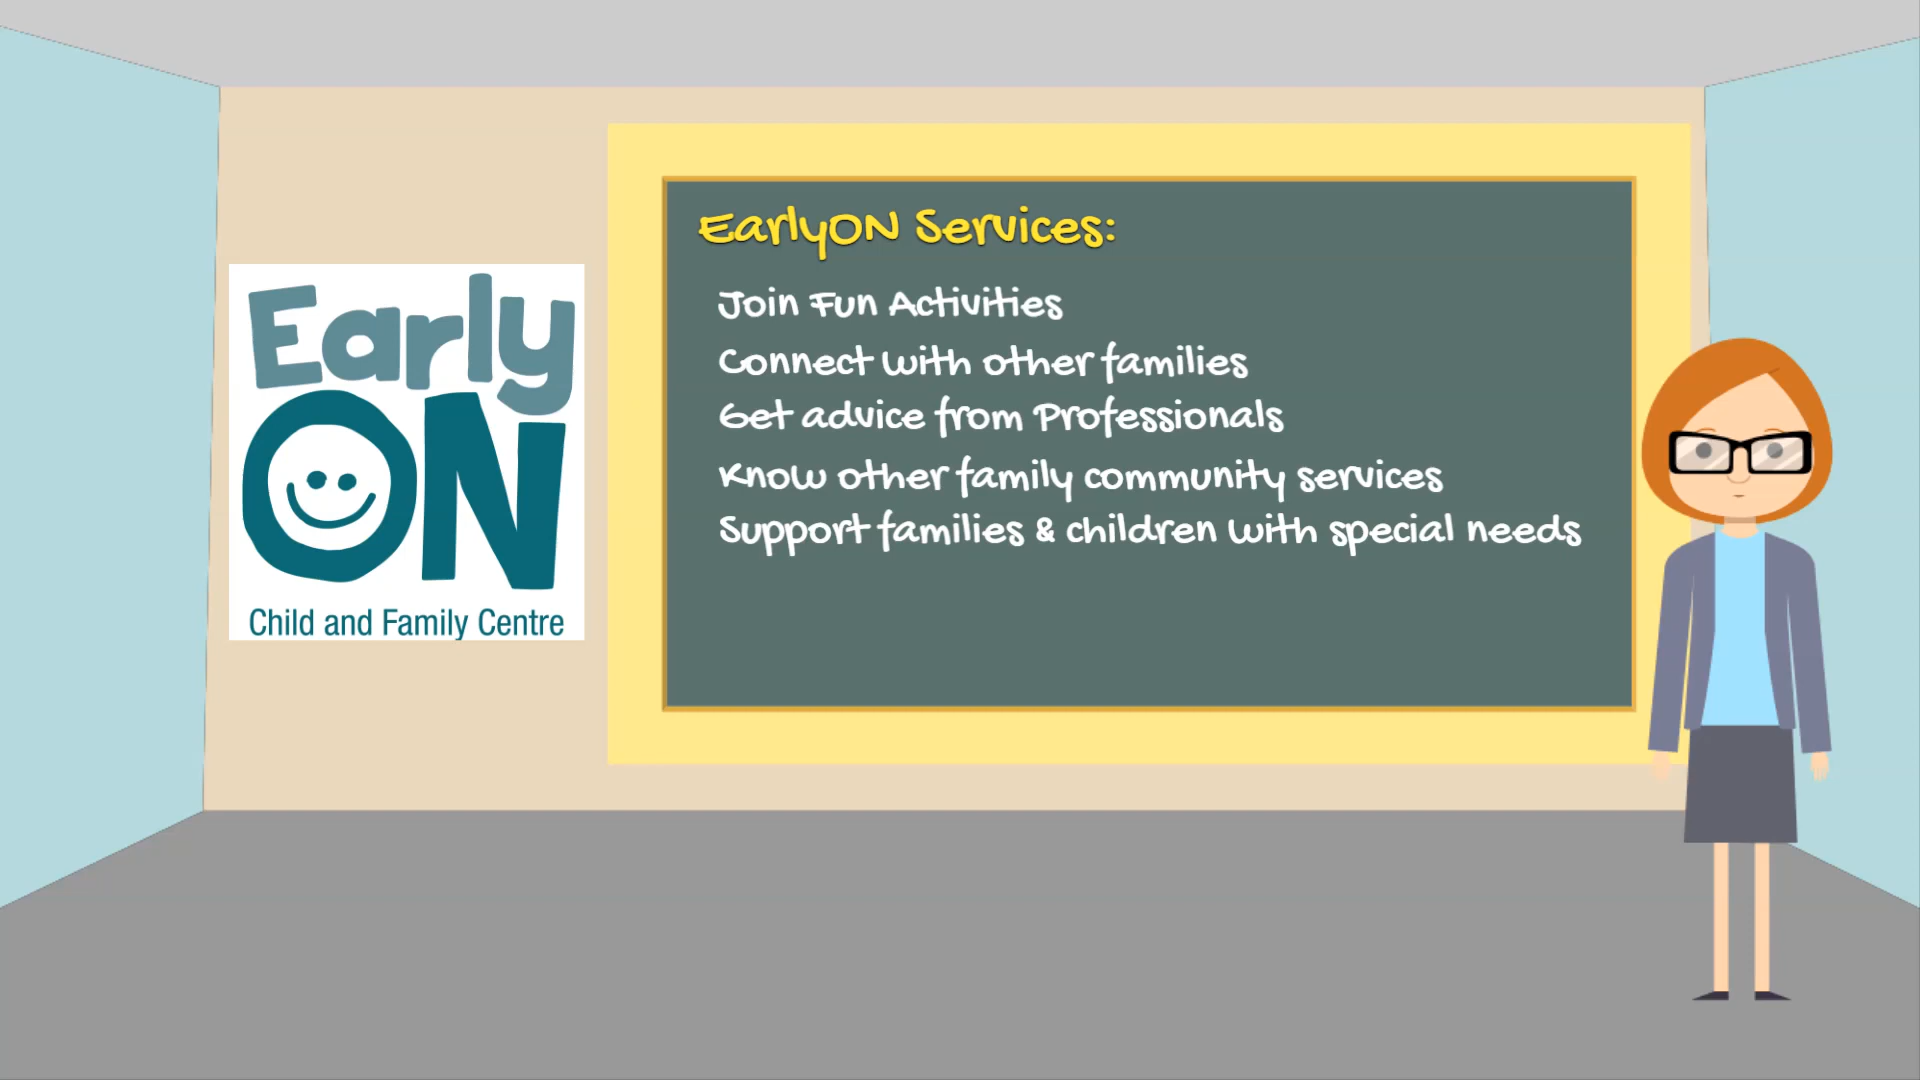 Early
ON
Child and Family Centre
EarlyON Services:
Join Fun Activities
Connect with other families
Get advice from Professionals
Know other family community services
Support families & children with special needs